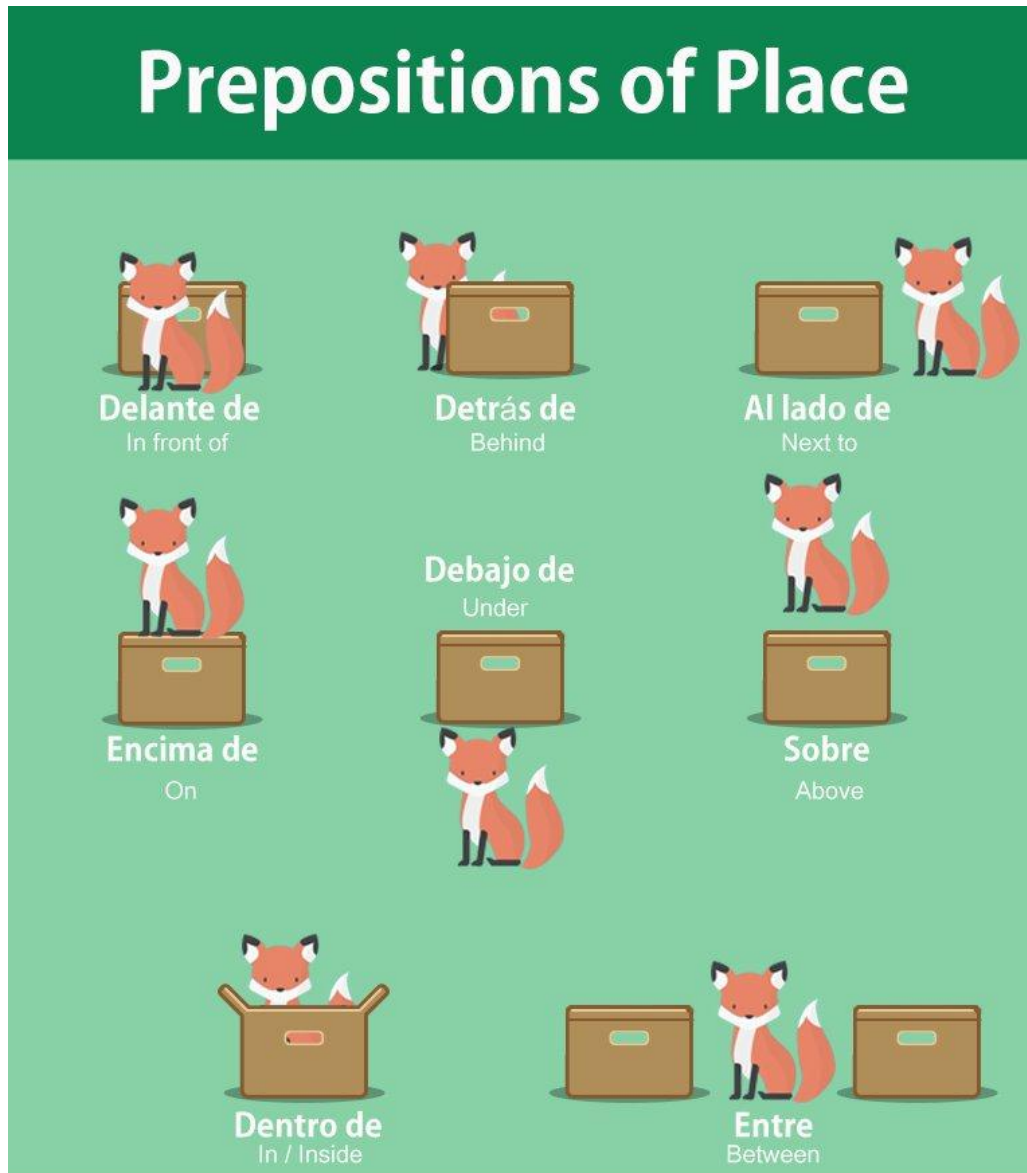 Prepositions of Place
Delante de
In front of
Detrás de
Behind
Al lado de
Next to
Encima de
On
Debajo de
Under
Sobre
Above
Dentro de
In / Inside
Entre
Between